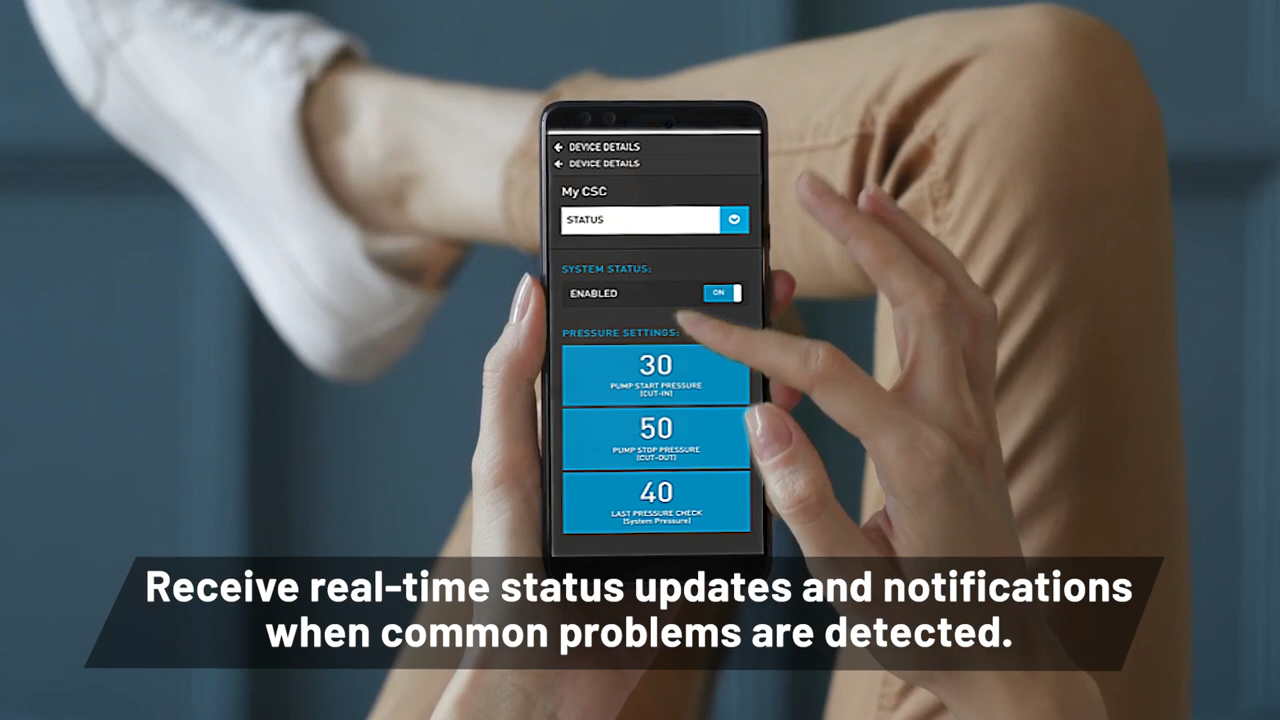 DEVICE DETAILS
DEVICE DETAILS
My CSC
STATUS
SYSTEM STATUS:
ENABLED
ON
PRESSURE SETTINGS:
30
PUMP START PRESSURE
(CUT-IN)
50
PUMP STOP PRESSURE
(CUT-OUT)
40
LAST PRESSURE CHECK
(System Pressure)
Receive real-time status updates and notifications
when common problems are detected.